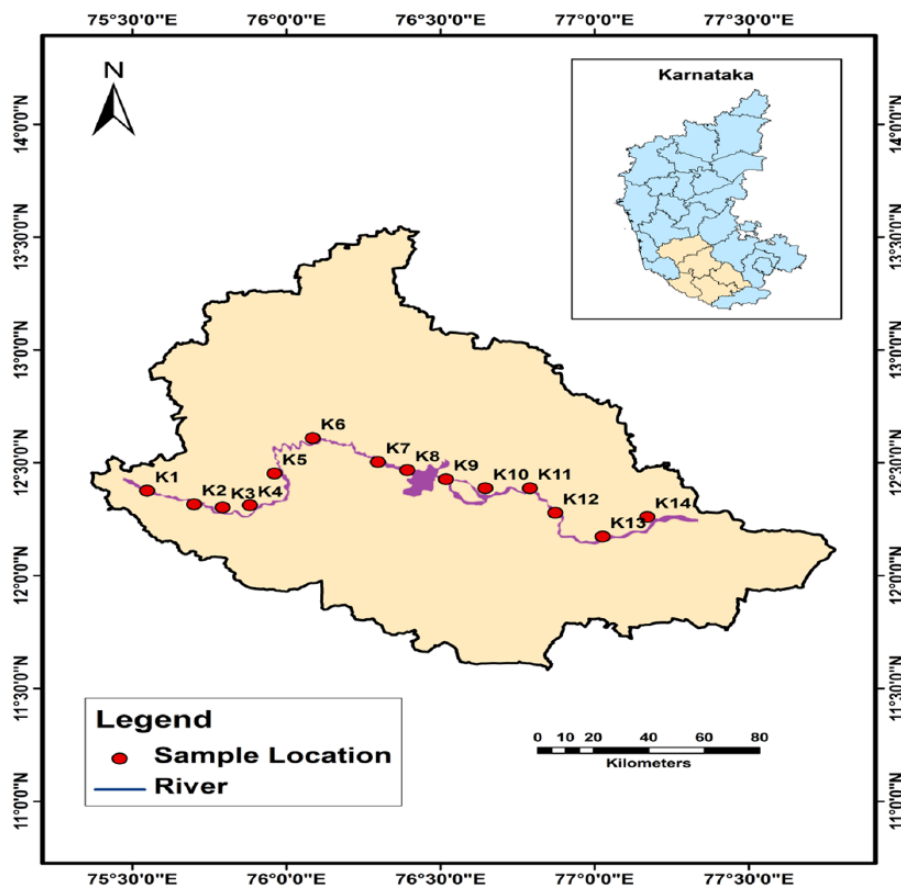 75°30'0"E 76°0'0"E 76°30'0"E 77°0'0"E 77°30'0"E
N
Karnataka
14°0'0"N
14°0'0"N
13°30'0"N
13°30'0"N
13°0'0"N
13°0'0"N
12°30'0"N
12°30'0"N
12°0'0"N
12°0'0"N
11°30'0"N
11°30'0"N
11°0'0"N
11°0'0"N
K1
K2
K3
K4
K5
K6
K7
K8
K9
K10
K11
K12
K13
K14
Legend
Sample Location
River
0 5 10 20 40 60 80
Kilometers
75°30'0"E 76°0'0"E 76°30'0"E 77°0'0"E 77°30'0"E